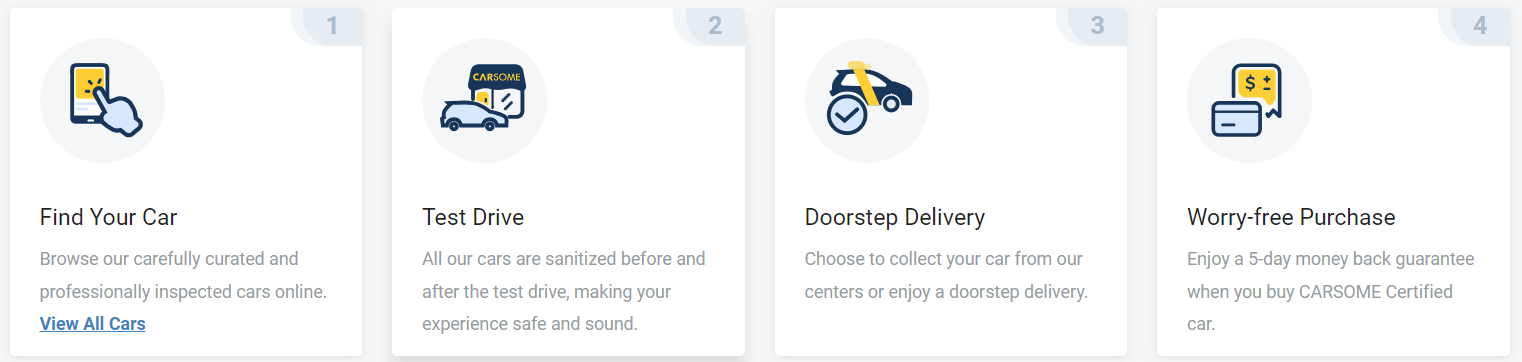 1
CARSOME
Find Your Car
Browse our carefully curated and
professionally inspected cars online.
View All Cars
2
Test Drive
All our cars are sanitized before and
after the test drive, making your
experience safe and sound.
3
Doorstep Delivery
Choose to collect your car from our
centers or enjoy a doorstep delivery.
4
$
Worry-free Purchase
Enjoy a 5-day money back guarantee
when you buy CARSOME Certified
car.